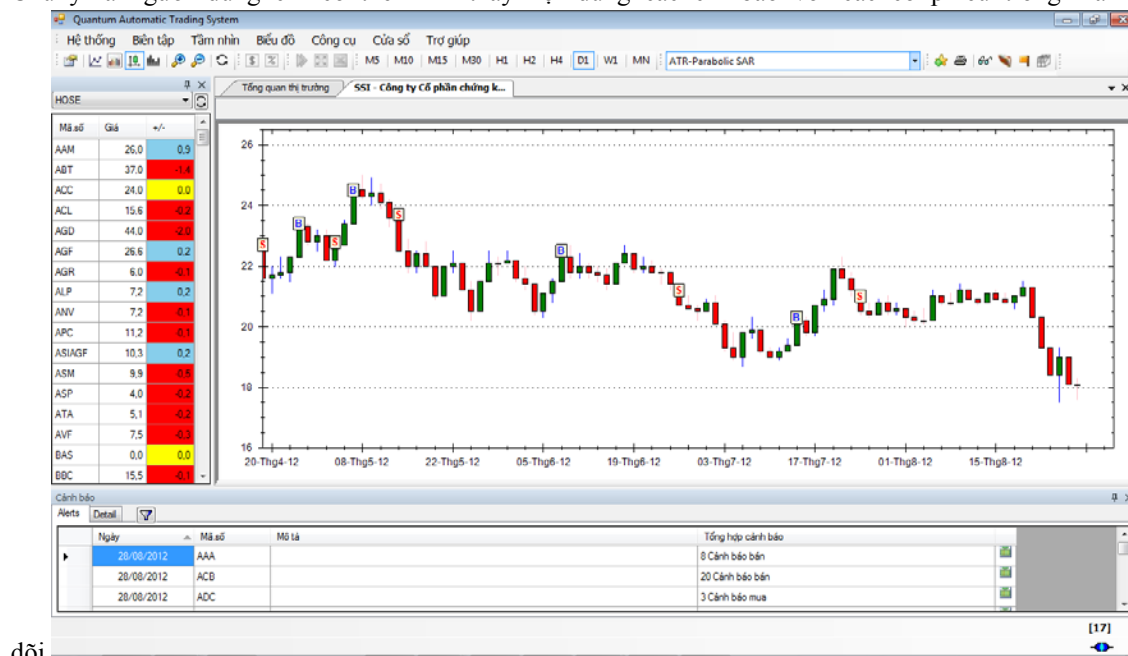 Quantum Automatic Trading System
Hệ thống Biên tập Tầm nhìn Biểu đồ Công cụ Cửa sổ Trợ giúp
M5 M10 M15 M30 H1 H2 H4 D1 W1 MN ATR-Parabolic SAR
HOSE
Tổng quan thị trường SSI - Công ty Cổ phần chứng k...
Mã.số Giá +/-
AAM 26,0 0,9
ABT 37,0 -1,4
ACC 24,0 0,0
ACL 15,6 -0,2
AGD 44,0 -2,0
AGF 26,6 0,2
AGR 6,0 -0,1
ALP 7,2 0,2
ANV 7,2 -0,1
APC 11,2 -0,1
ASIAGF 10,3 0,2
ASM 9,9 -0,5
ASP 4,0 -0,2
ATA 5,1 -0,2
AVF 7,5 -0,3
BAS 0,0 0,0
BBC 15,5 -0,1
26
24
22
20
18
16
S B S B S B S B S
20-Thg4-12 08-Thg5-12 22-Thg5-12 05-Thg6-12 19-Thg6-12 03-Thg7-12 17-Thg7-12 01-Thg8-12 15-Thg8-12
Cảnh báo
Alerts Detail
Ngày Mã.số Mô tả Tổng hợp cảnh báo
28/08/2012 AAA 8 Cảnh báo bán
28/08/2012 ACB 20 Cảnh báo bán
28/08/2012 ADC 3 Cảnh báo mua
[17]
dõi